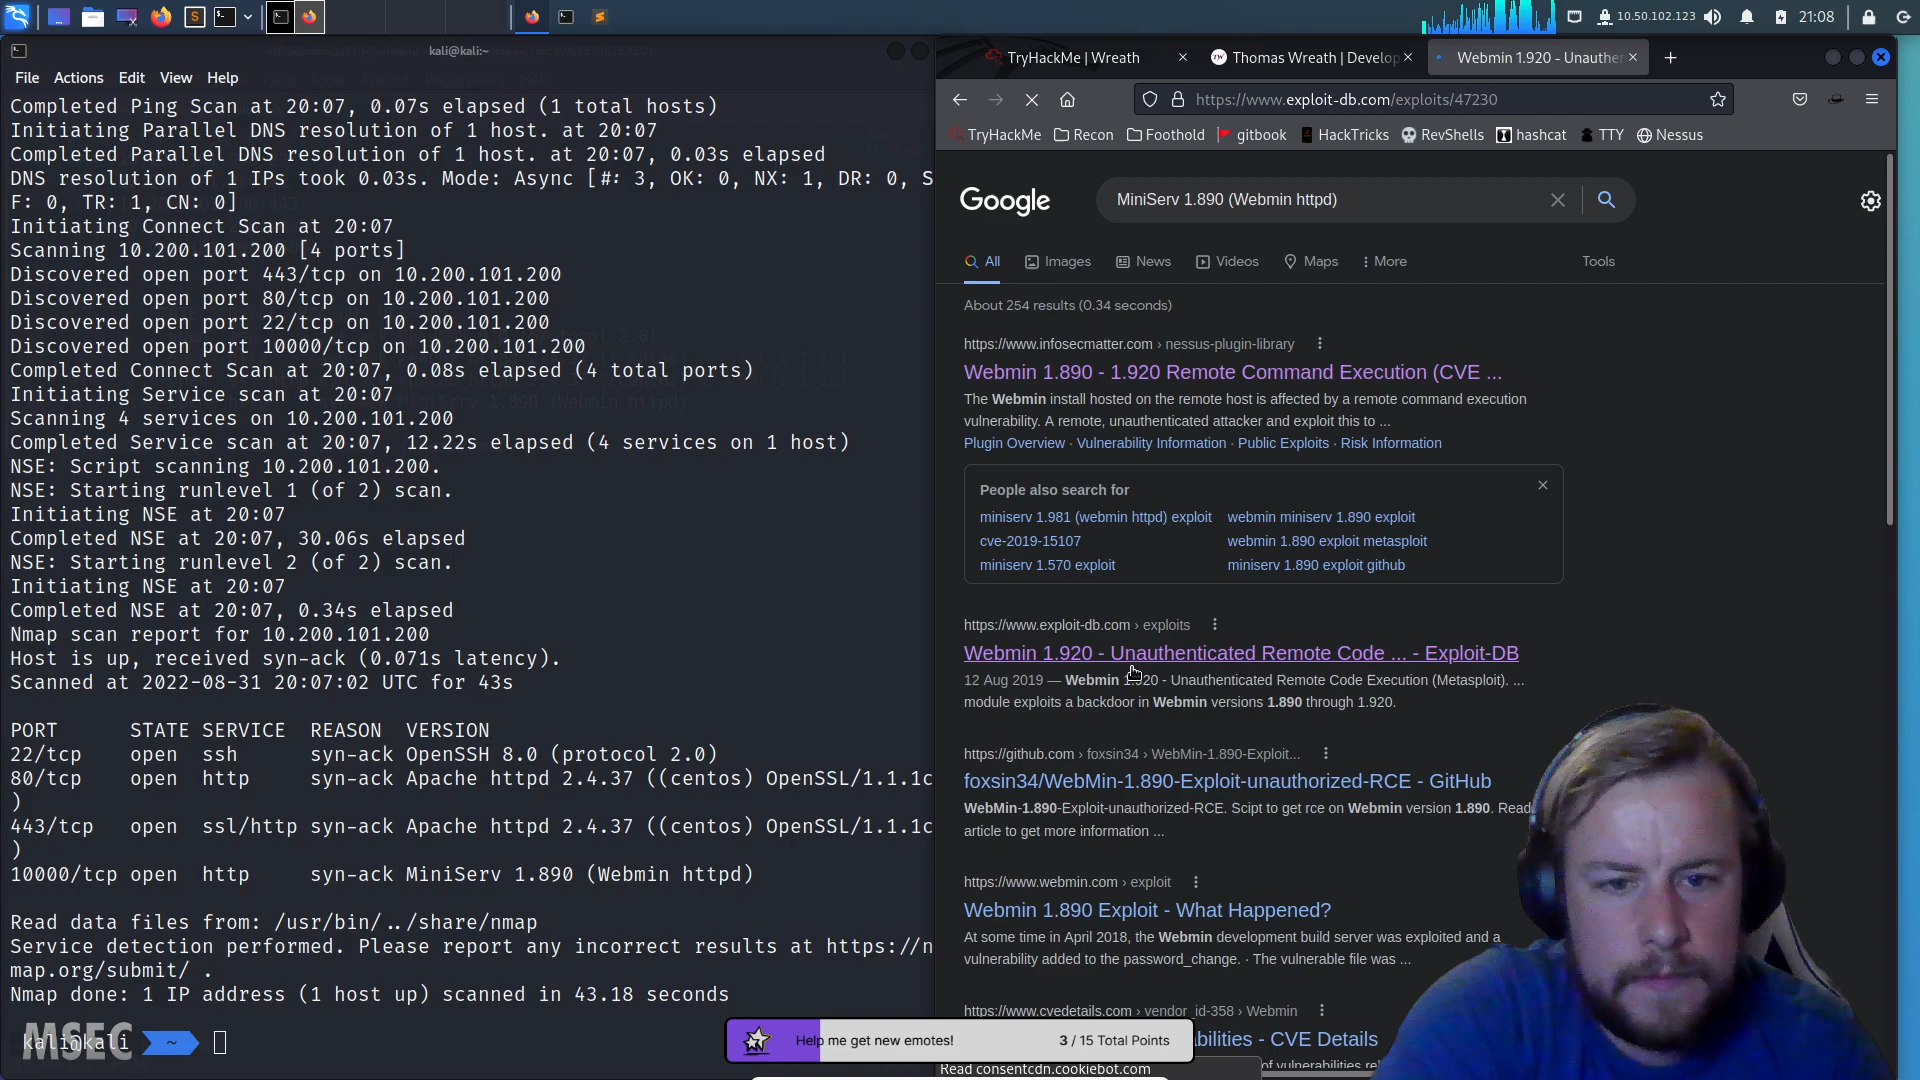 10.50.102.123
21:08
kali@kali:~
File Actions Edit View Help
Completed Ping Scan at 20:07, 0.07s elapsed (1 total hosts)
Initiating Parallel DNS resolution of 1 host. at 20:07
Completed Parallel DNS resolution of 1 host. at 20:07, 0.03s elapsed
DNS resolution of 1 IPs took 0.03s. Mode: Async [#: 3, OK: 0, NX: 1, DR: 0, S
F: 0, TR: 1, CN: 0]
Initiating Connect Scan at 20:07
Scanning 10.200.101.200 [4 ports]
Discovered open port 443/tcp on 10.200.101.200
Discovered open port 80/tcp on 10.200.101.200
Discovered open port 22/tcp on 10.200.101.200
Discovered open port 10000/tcp on 10.200.101.200
Completed Connect Scan at 20:07, 0.08s elapsed (4 total ports)
Initiating Service scan at 20:07
Scanning 4 services on 10.200.101.200
Completed Service scan at 20:07, 12.22s elapsed (4 services on 1 host)
NSE: Script scanning 10.200.101.200.
NSE: Starting runlevel 1 (of 2) scan.
Initiating NSE at 20:07
Completed NSE at 20:07, 30.06s elapsed
NSE: Starting runlevel 2 (of 2) scan.
Initiating NSE at 20:07
Completed NSE at 20:07, 0.34s elapsed
Nmap scan report for 10.200.101.200
Host is up, received syn-ack (0.071s latency).
Scanned at 2022-08-31 20:07:02 UTC for 43s
PORT STATE SERVICE REASON VERSION
22/tcp open ssh syn-ack OpenSSH 8.0 (protocol 2.0)
80/tcp open http syn-ack Apache httpd 2.4.37 ((centos) OpenSSL/1.1.1c
)
443/tcp open ssl/http syn-ack Apache httpd 2.4.37 ((centos) OpenSSL/1.1.1c
)
10000/tcp open http syn-ack MiniServ 1.890 (Webmin httpd)
Read data files from: /usr/bin/../share/nmap
Service detection performed. Please report any incorrect results at https://n
map.org/submit/ .
Nmap done: 1 IP address (1 host up) scanned in 43.18 seconds
MSEC
kali@kali ~
TryHackMe | Wreath
Thomas Wreath | Develop
Webmin 1.920 - Unauther
https://www.exploit-db.com/exploits/47230
TryHackMe Recon Foothold gitbook HackTricks RevShells hashcat TTY Nessus
Google
MiniServ 1.890 (Webmin httpd)
All Images News Videos Maps More Tools
About 254 results (0.34 seconds)
https://www.infosecmatter.com › nessus-plugin-library
Webmin 1.890 - 1.920 Remote Command Execution (CVE ...
The Webmin install hosted on the remote host is affected by a remote command execution
vulnerability. A remote, unauthenticated attacker and exploit this to ...
Plugin Overview · Vulnerability Information · Public Exploits · Risk Information
People also search for
miniserv 1.981 (webmin httpd) exploit webmin miniserv 1.890 exploit
cve-2019-15107 webmin 1.890 exploit metasploit
miniserv 1.570 exploit miniserv 1.890 exploit github
https://www.exploit-db.com › exploits
Webmin 1.920 - Unauthenticated Remote Code ... - Exploit-DB
12 Aug 2019 — Webmin 1.920 - Unauthenticated Remote Code Execution (Metasploit). ...
module exploits a backdoor in Webmin versions 1.890 through 1.920.
https://github.com › foxsin34 › WebMin-1.890-Exploit...
foxsin34/WebMin-1.890-Exploit-unauthorized-RCE - GitHub
WebMin-1.890-Exploit-unauthorized-RCE. Scipt to get rce on Webmin version 1.890. Read
article to get more information ...
https://www.webmin.com › exploit
Webmin 1.890 Exploit - What Happened?
At some time in April 2018, the Webmin development build server was exploited and a
vulnerability added to the password_change. · The vulnerable file was ...
https://www.cvedetails.com › vendor_id-358 › Webmin
bilities - CVE Details
of vulnerabilities rel
Help me get new emotes! 3 / 15 Total Points
Read consentcdn.cookiebot.com